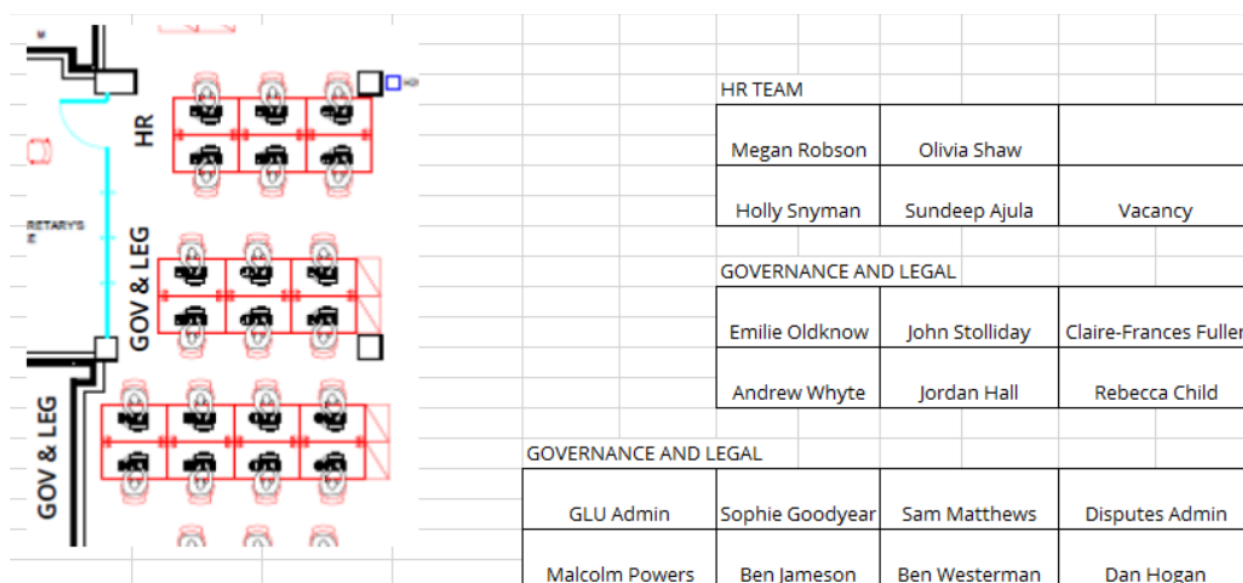 HR TEAM
Megan Robson Olivia Shaw
Holly Snyman Sundeep Ajula Vacancy
GOVERNANCE AND LEGAL
Emilie Oldknow John Stolliday Claire-Frances Fuller
Andrew Whyte Jordan Hall Rebecca Child
GOVERNANCE AND LEGAL
GLU Admin Sophie Goodyear Sam Matthews Disputes Admin
Malcolm Powers Ben Jameson Ben Westerman Dan Hogan
HR
GOV & LEG
GOV & LEG
RETARY'S